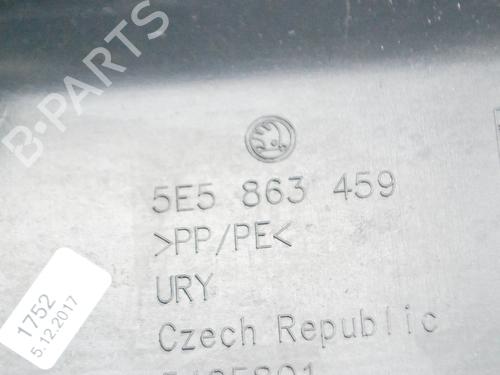 B-PARTS
5E5 863 459
>PP/PE<
URY
Czech Republic
1752
5.12.2017